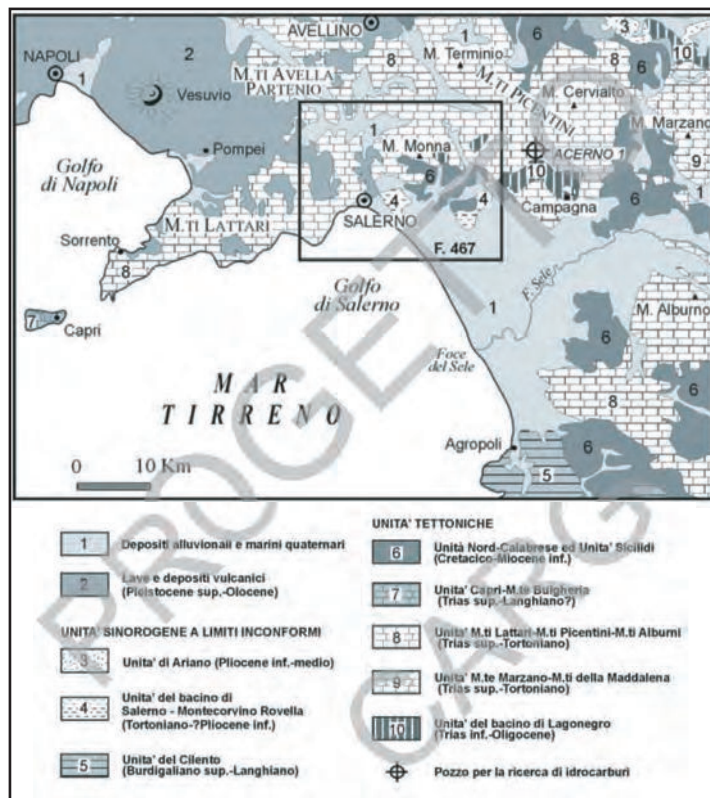 AVELLINO
NAPOLI
1
2
M.TI AVELLA
PARTENIO
8
1
M. Terminio
6
8
3
10
M.TI PICENTINI
M. Cervialto
M. Marzano
Vesuvio
Pompei
1
M. Monna
6
ACERNO 1
10
9
1
Golfo
di Napoli
M.TI LATTARI
4
SALERNO
4
Campagna
6
Sorrento
8
F. 467
Golfo
di Salerno
F. Sele
1
M. Alburno
7
Capri
6
Foce
del Sele
MAR
TIRRENO
8
6
Agropoli
6
5
0 10 Km
1 Depositi alluvionali e marini quaternari
2 Lave e depositi vulcanici
(Pleistocene sup.-Olocene)
UNITA' SINOROGENE A LIMITI INCONFORMI
3 Unita' di Ariano (Pliocene inf.-medio)
4 Unita' del bacino di
Salerno - Montecorvino Rovella
(Tortoniano-?Pliocene inf.)
5 Unita' del Cilento
(Burdigaliano sup.-Langhiano)
UNITA' TETTONICHE
6 Unità Nord-Calabrese ed Unita' Sicilidi
(Cretacico-Miocene inf.)
7 Unita' Capri-M.te Bulgheria
(Trias sup.-Langhiano?)
8 Unita' M.ti Lattari-M.ti Picentini-M.ti Alburni
(Trias sup.-Tortoniano)
9 Unita' M.te Marzano-M.ti della Maddalena
(Trias sup.-Tortoniano)
10 Unita' del bacino di Lagonegro
(Trias inf.-Oligocene)
Pozzo per la ricerca di idrocarburi
PROGETTO
CARG